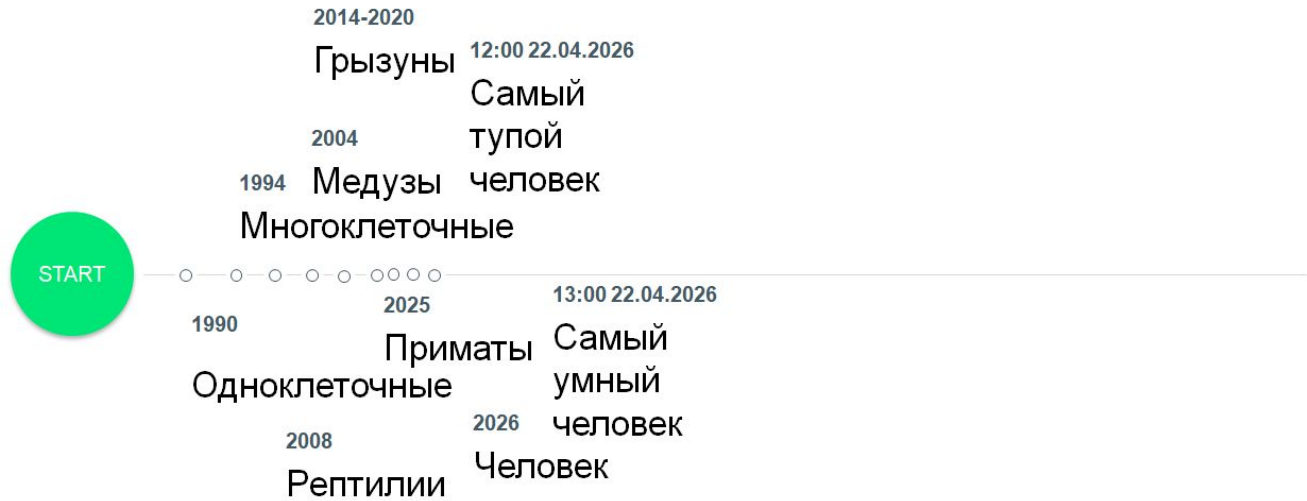 2014-2020
Грызуны
12:00 22.04.2026
Самый
тупой
человек
2004
Медузы
1994
Многоклеточные
START
2025
Приматы
13:00 22.04.2026
Самый
умный
человек
1990
Одноклеточные
2026
Человек
2008
Рептилии